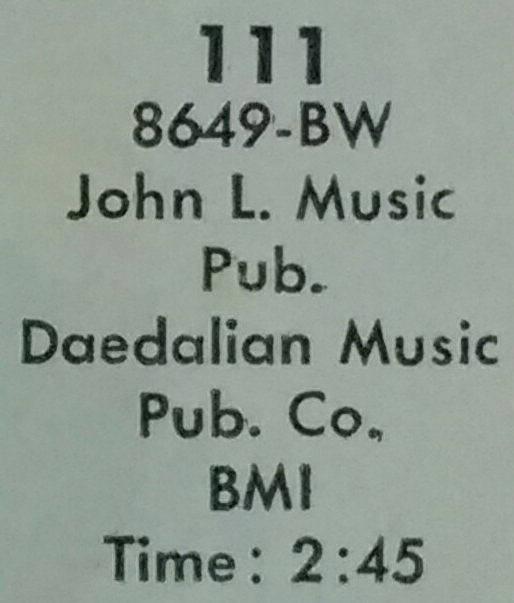 111
8649-BW
John L. Music
Pub.
Daedalian Music
Pub. Co.,
BMI
Time: 2:45